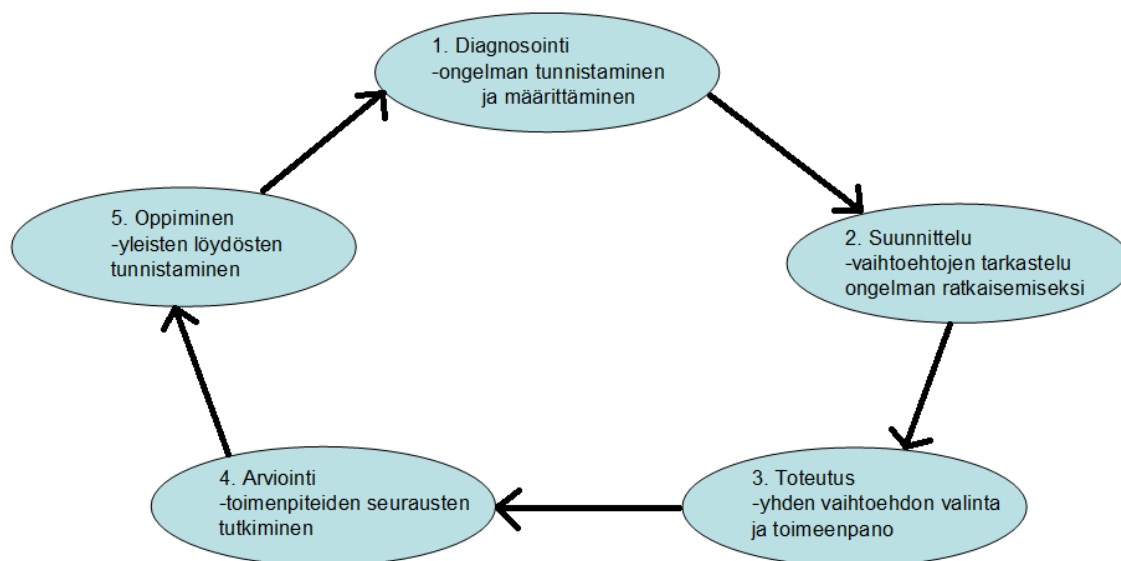 1. Diagnosointi
-ongelman tunnistaminen
ja määrittäminen
2. Suunnittelu
-vaihtoehtojen tarkastelu
ongelman ratkaisemiseksi
3. Toteutus
-yhden vaihtoehdon valinta
ja toimeenpano
4. Arviointi
-toimenpiteiden seurausten
tutkiminen
5. Oppiminen
-yleisten löydösten
tunnistaminen